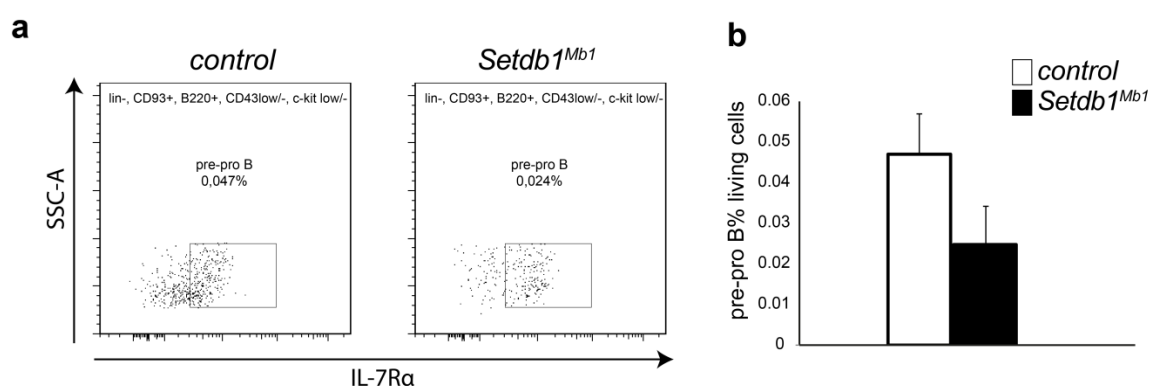 a
control
Setdb1Mb1
lin-, CD93+, B220+, CD43low/-, c-kit low/-
pre-pro B
0,047%
lin-, CD93+, B220+, CD43low/-, c-kit low/-
pre-pro B
0,024%
SSC-A
IL-7Rα
b
control
Setdb1Mb1
pre-pro B% living cells
0.06
0.05
0.04
0.03
0.02
0.01
0